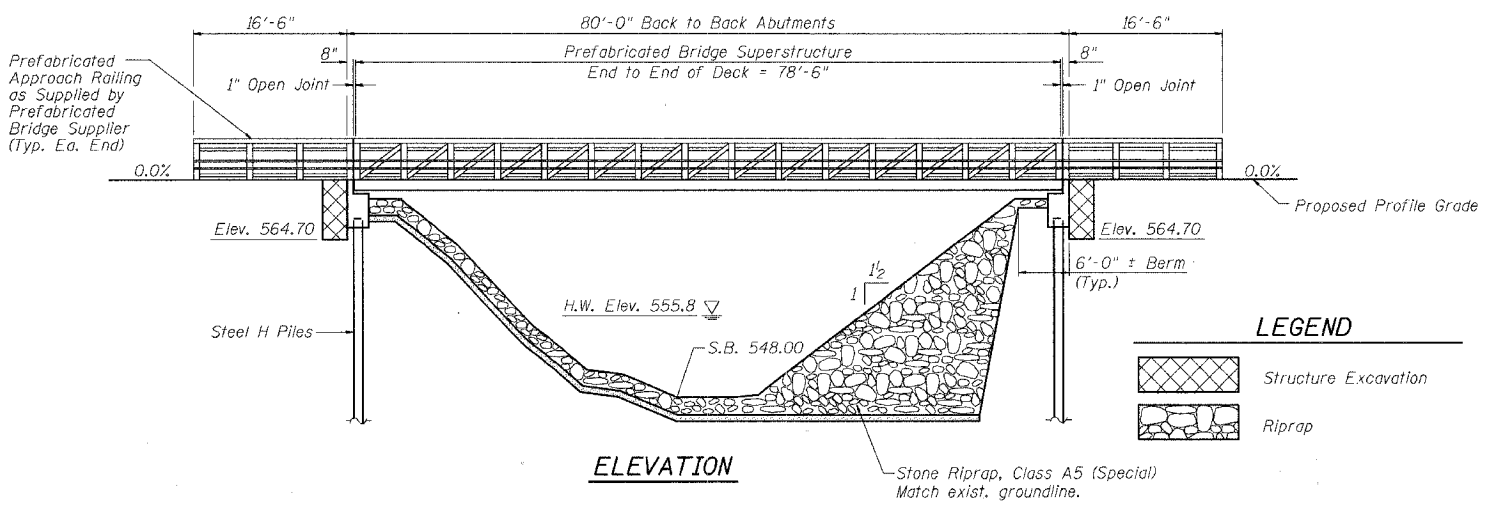 16'-6"
80'-0" Back to Back Abutments
16'-6"
8"
Prefabricated Bridge Superstructure
8"
End to End of Deck = 78'-6"
Prefabricated
Approach Railing
as Supplied by
Prefabricated
Bridge Supplier
(Typ. Ea. End)
1" Open Joint
1" Open Joint
0.0%
0.0%
Proposed Profile Grade
Elev. 564.70
Elev. 564.70
6'-0" ± Berm
(Typ.)
1½
1
H.W. Elev. 555.8
Steel H Piles
S.B. 548.00
LEGEND
Structure Excavation
Riprap
ELEVATION
Stone Riprap, Class A5 (Special)
Match exist. groundline.